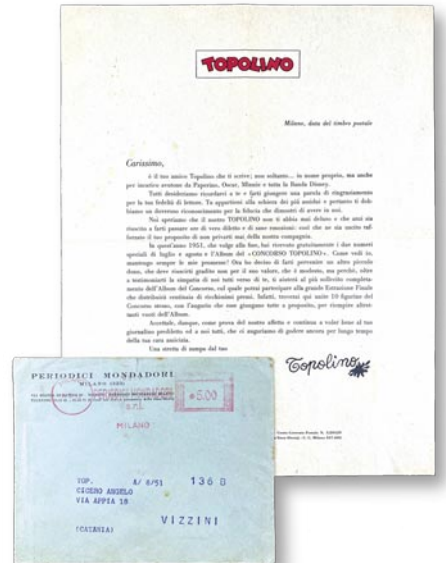 TOPOLINO
Milano, data del timbro postale
Carissimo,
è il tuo amico Topolino che ti scrive; non soltanto... in nome proprio, ma anche
per incarico avutone da Paperino, Oscar, Minnie e tutta la Banda Disney.
Tutti desideriamo ricordarci a te e farti giungere una parola di ringraziamento
per la tua fedeltà di lettore. Tu appartieni alla schiera dei più assidui e pertanto ti dob-
biamo un doveroso riconoscimento per la fiducia che dimostri di avere in noi.
Noi speriamo che il nostro TOPOLINO non ti abbia mai deluso e che anzi sia
riuscito a farti passare ore di vero diletto e di sane emozioni: così che ne sia uscito raf-
forzato il tuo proposito di non privarti mai della nostra compagnia.
In quest'anno 1951, che volge alla fine, hai ricevuto gratuitamente i due numeri
speciali di luglio e agosto e l'Album del «CONCORSO TOPOLINO». Come vedi io,
mantengo sempre le mie promesse! Ora ho deciso di farti pervenire un altro piccolo
dono, che deve riuscirti gradito non per il suo valore, che è modesto, ma perchè, oltre
a testimoniarti la simpatia di noi tutti verso di te, ti aiuterà al più sollecito completa-
mento dell'Album del Concorso, col quale potrai partecipare alla grande Estrazione Finale
che distribuirà centinaia di ricchissimi premi. Infatti, troverai qui unite 10 figurine del
Concorso stesso, con l'augurio che esse giungano tutte a proposito, per riempire altret-
tanti vuoti dell'Album.
Accettale, dunque, come prova del nostro affetto e continua a voler bene al tuo
giornalino prediletto ed a noi tutti, che ci auguriamo di godere ancora per lungo tempo
della tua cara amicizia.
Una stretta di zampa dal tuo
Topolino
PERIODICI MONDADORI
MILANO
5.00
MILANO
TOP. A/ 6/51 136 B
CICERO ANGELO
VIA APPIA 18
VIZZINI
(CATANIA)